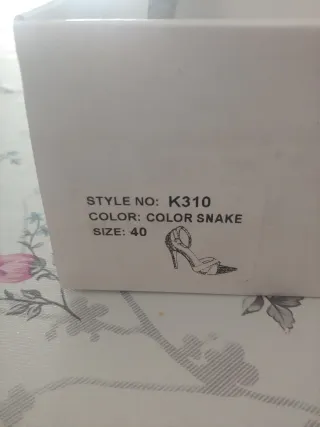 STYLE NO: K310
COLOR: COLOR SNAKE
SIZE: 40